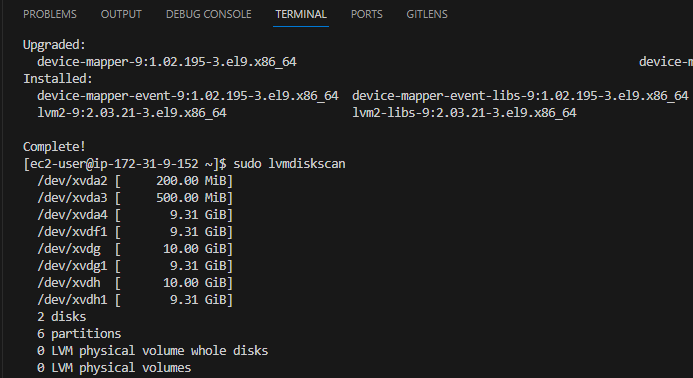 PROBLEMS OUTPUT DEBUG CONSOLE TERMINAL PORTS GITLENS
Upgraded:
  device-mapper-9:1.02.195-3.el9.x86_64
Installed:
  device-mapper-event-9:1.02.195-3.el9.x86_64 device-mapper-event-libs-9:1.02.195-3.el9.x86_64
  lvm2-9:2.03.21-3.el9.x86_64 lvm2-libs-9:2.03.21-3.el9.x86_64
Complete!
[ec2-user@ip-172-31-9-152 ~]$ sudo lvmdiskscan
  /dev/xvda2 [     200.00 MiB]
  /dev/xvda3 [     500.00 MiB]
  /dev/xvda4 [       9.31 GiB]
  /dev/xvdf1 [       9.31 GiB]
  /dev/xvdg  [      10.00 GiB]
  /dev/xvdg1 [       9.31 GiB]
  /dev/xvdh  [      10.00 GiB]
  /dev/xvdh1 [       9.31 GiB]
  2 disks
  6 partitions
  0 LVM physical volume whole disks
  0 LVM physical volumes